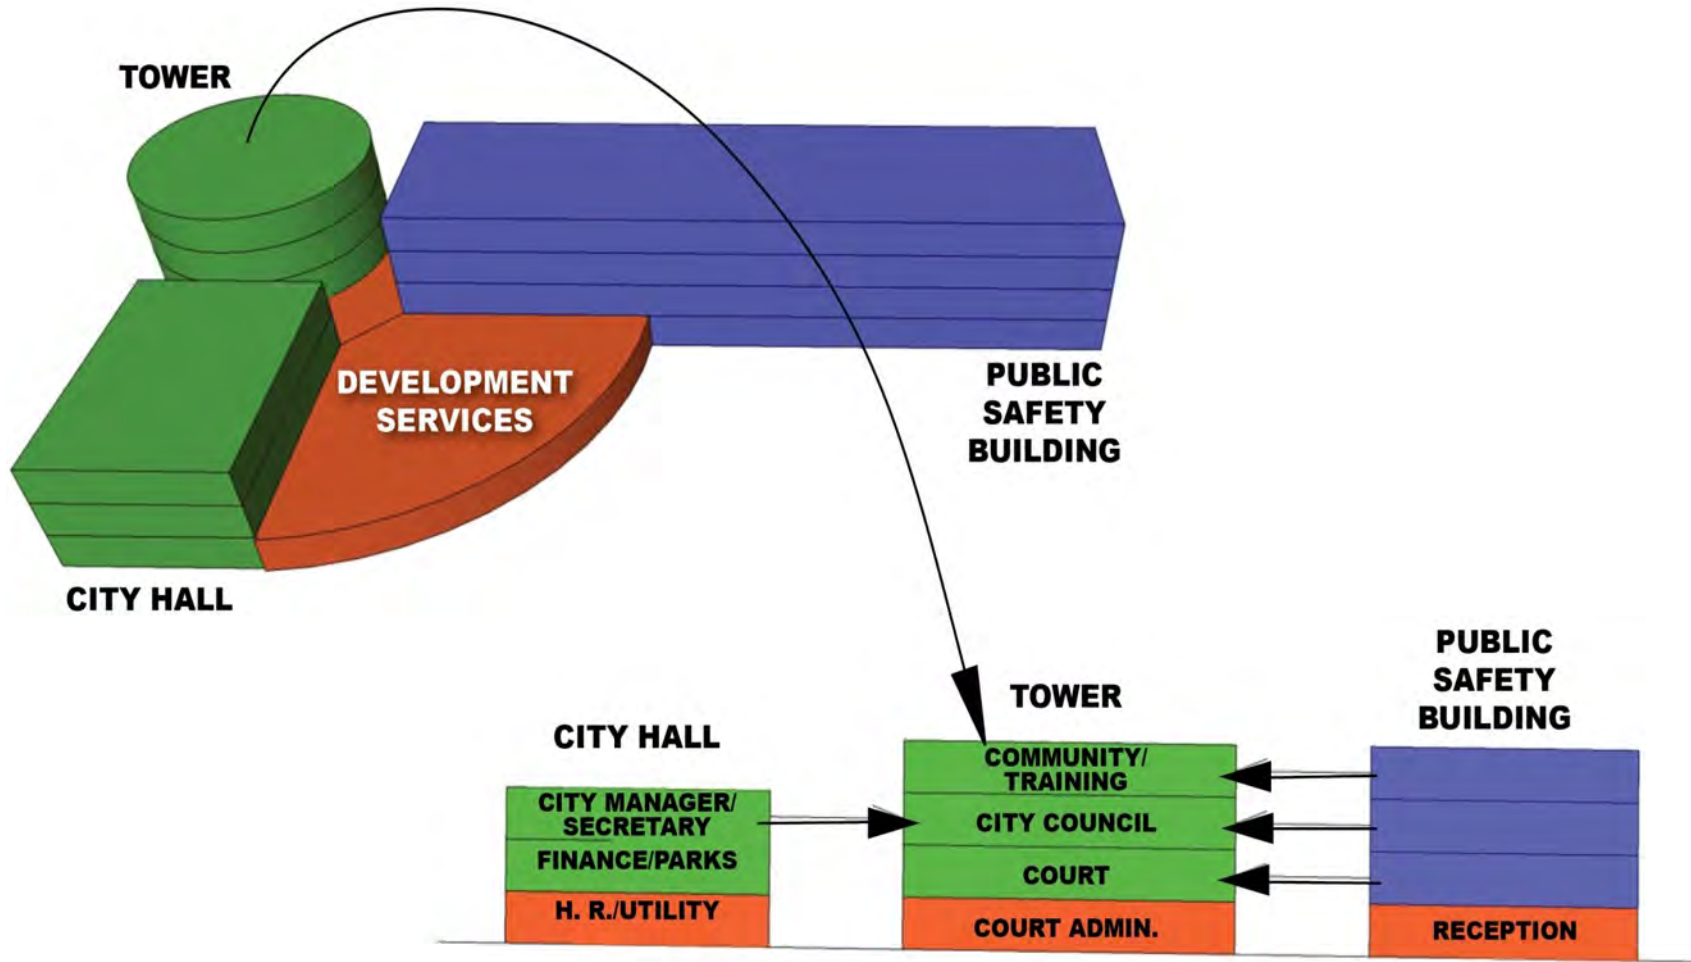 TOWER
DEVELOPMENT
SERVICES
PUBLIC
SAFETY
BUILDING
CITY HALL
CITY HALL
CITY MANAGER/
SECRETARY
FINANCE/PARKS
H. R./UTILITY
TOWER
COMMUNITY/
TRAINING
CITY COUNCIL
COURT
COURT ADMIN.
PUBLIC
SAFETY
BUILDING
RECEPTION